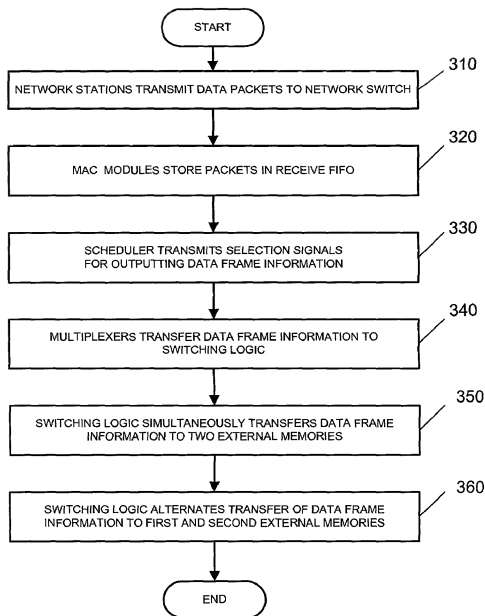 START
310
NETWORK STATIONS TRANSMIT DATA PACKETS TO NETWORK SWITCH
320
MAC MODULES STORE PACKETS IN RECEIVE FIFO
330
SCHEDULER TRANSMITS SELECTION SIGNALS
FOR OUTPUTTING DATA FRAME INFORMATION
340
MULTIPLEXERS TRANSFER DATA FRAME INFORMATION TO
SWITCHING LOGIC
350
SWITCHING LOGIC SIMULTANEOUSLY TRANSFERS DATA FRAME
INFORMATION TO TWO EXTERNAL MEMORIES
360
SWITCHING LOGIC ALTERNATES TRANSFER OF DATA FRAME
INFORMATION TO FIRST AND SECOND EXTERNAL MEMORIES
END